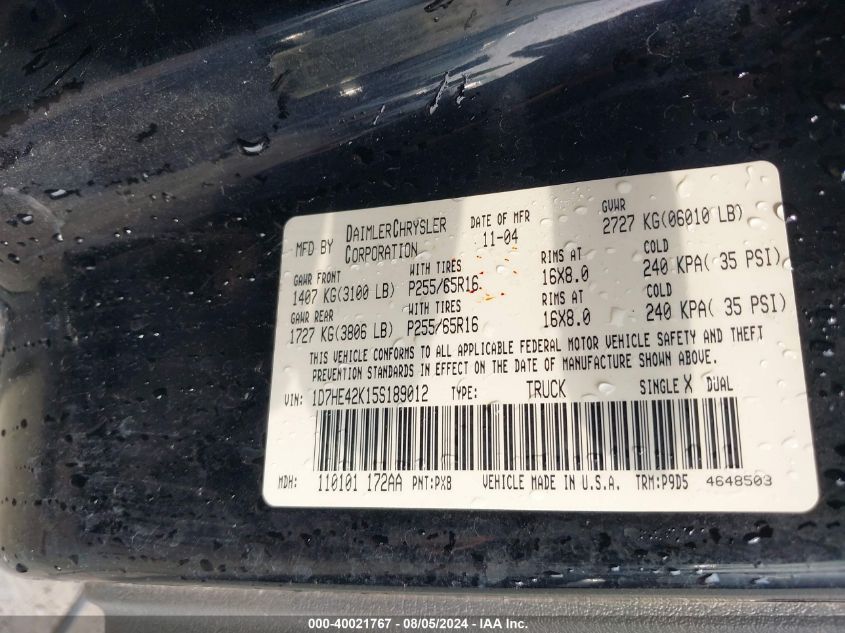 MFD BY DAIMLERCHRYSLER CORPORATION DATE OF MFR 11-04 GVWR 2727 KG(06010 LB)
GAWR FRONT WITH TIRES RIMS AT COLD
1407 KG(3100 LB) P255/65R16 16X8.0 240 KPA( 35 PSI)
GAWR REAR WITH TIRES RIMS AT COLD
1727 KG(3806 LB) P255/65R16 16X8.0 240 KPA( 35 PSI)
THIS VEHICLE CONFORMS TO ALL APPLICABLE FEDERAL MOTOR VEHICLE SAFETY AND THEFT
PREVENTION STANDARDS IN EFFECT ON THE DATE OF MANUFACTURE SHOWN ABOVE.
VIN: 1D7HE42K15S189012 TYPE: TRUCK SINGLE X DUAL
MDH: 110101 172AA PNT:PX8 VEHICLE MADE IN U.S.A. TRM:P9D5 4648503
000-40021767 - 08/05/2024 - IAA Inc.